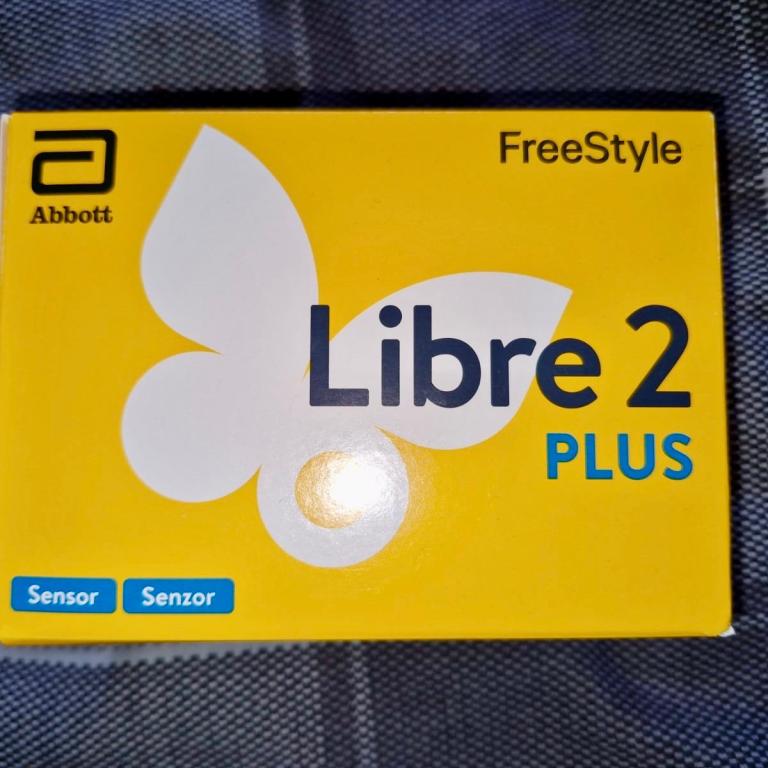 Abbott
FreeStyle
Libre 2
PLUS
Sensor
Senzor